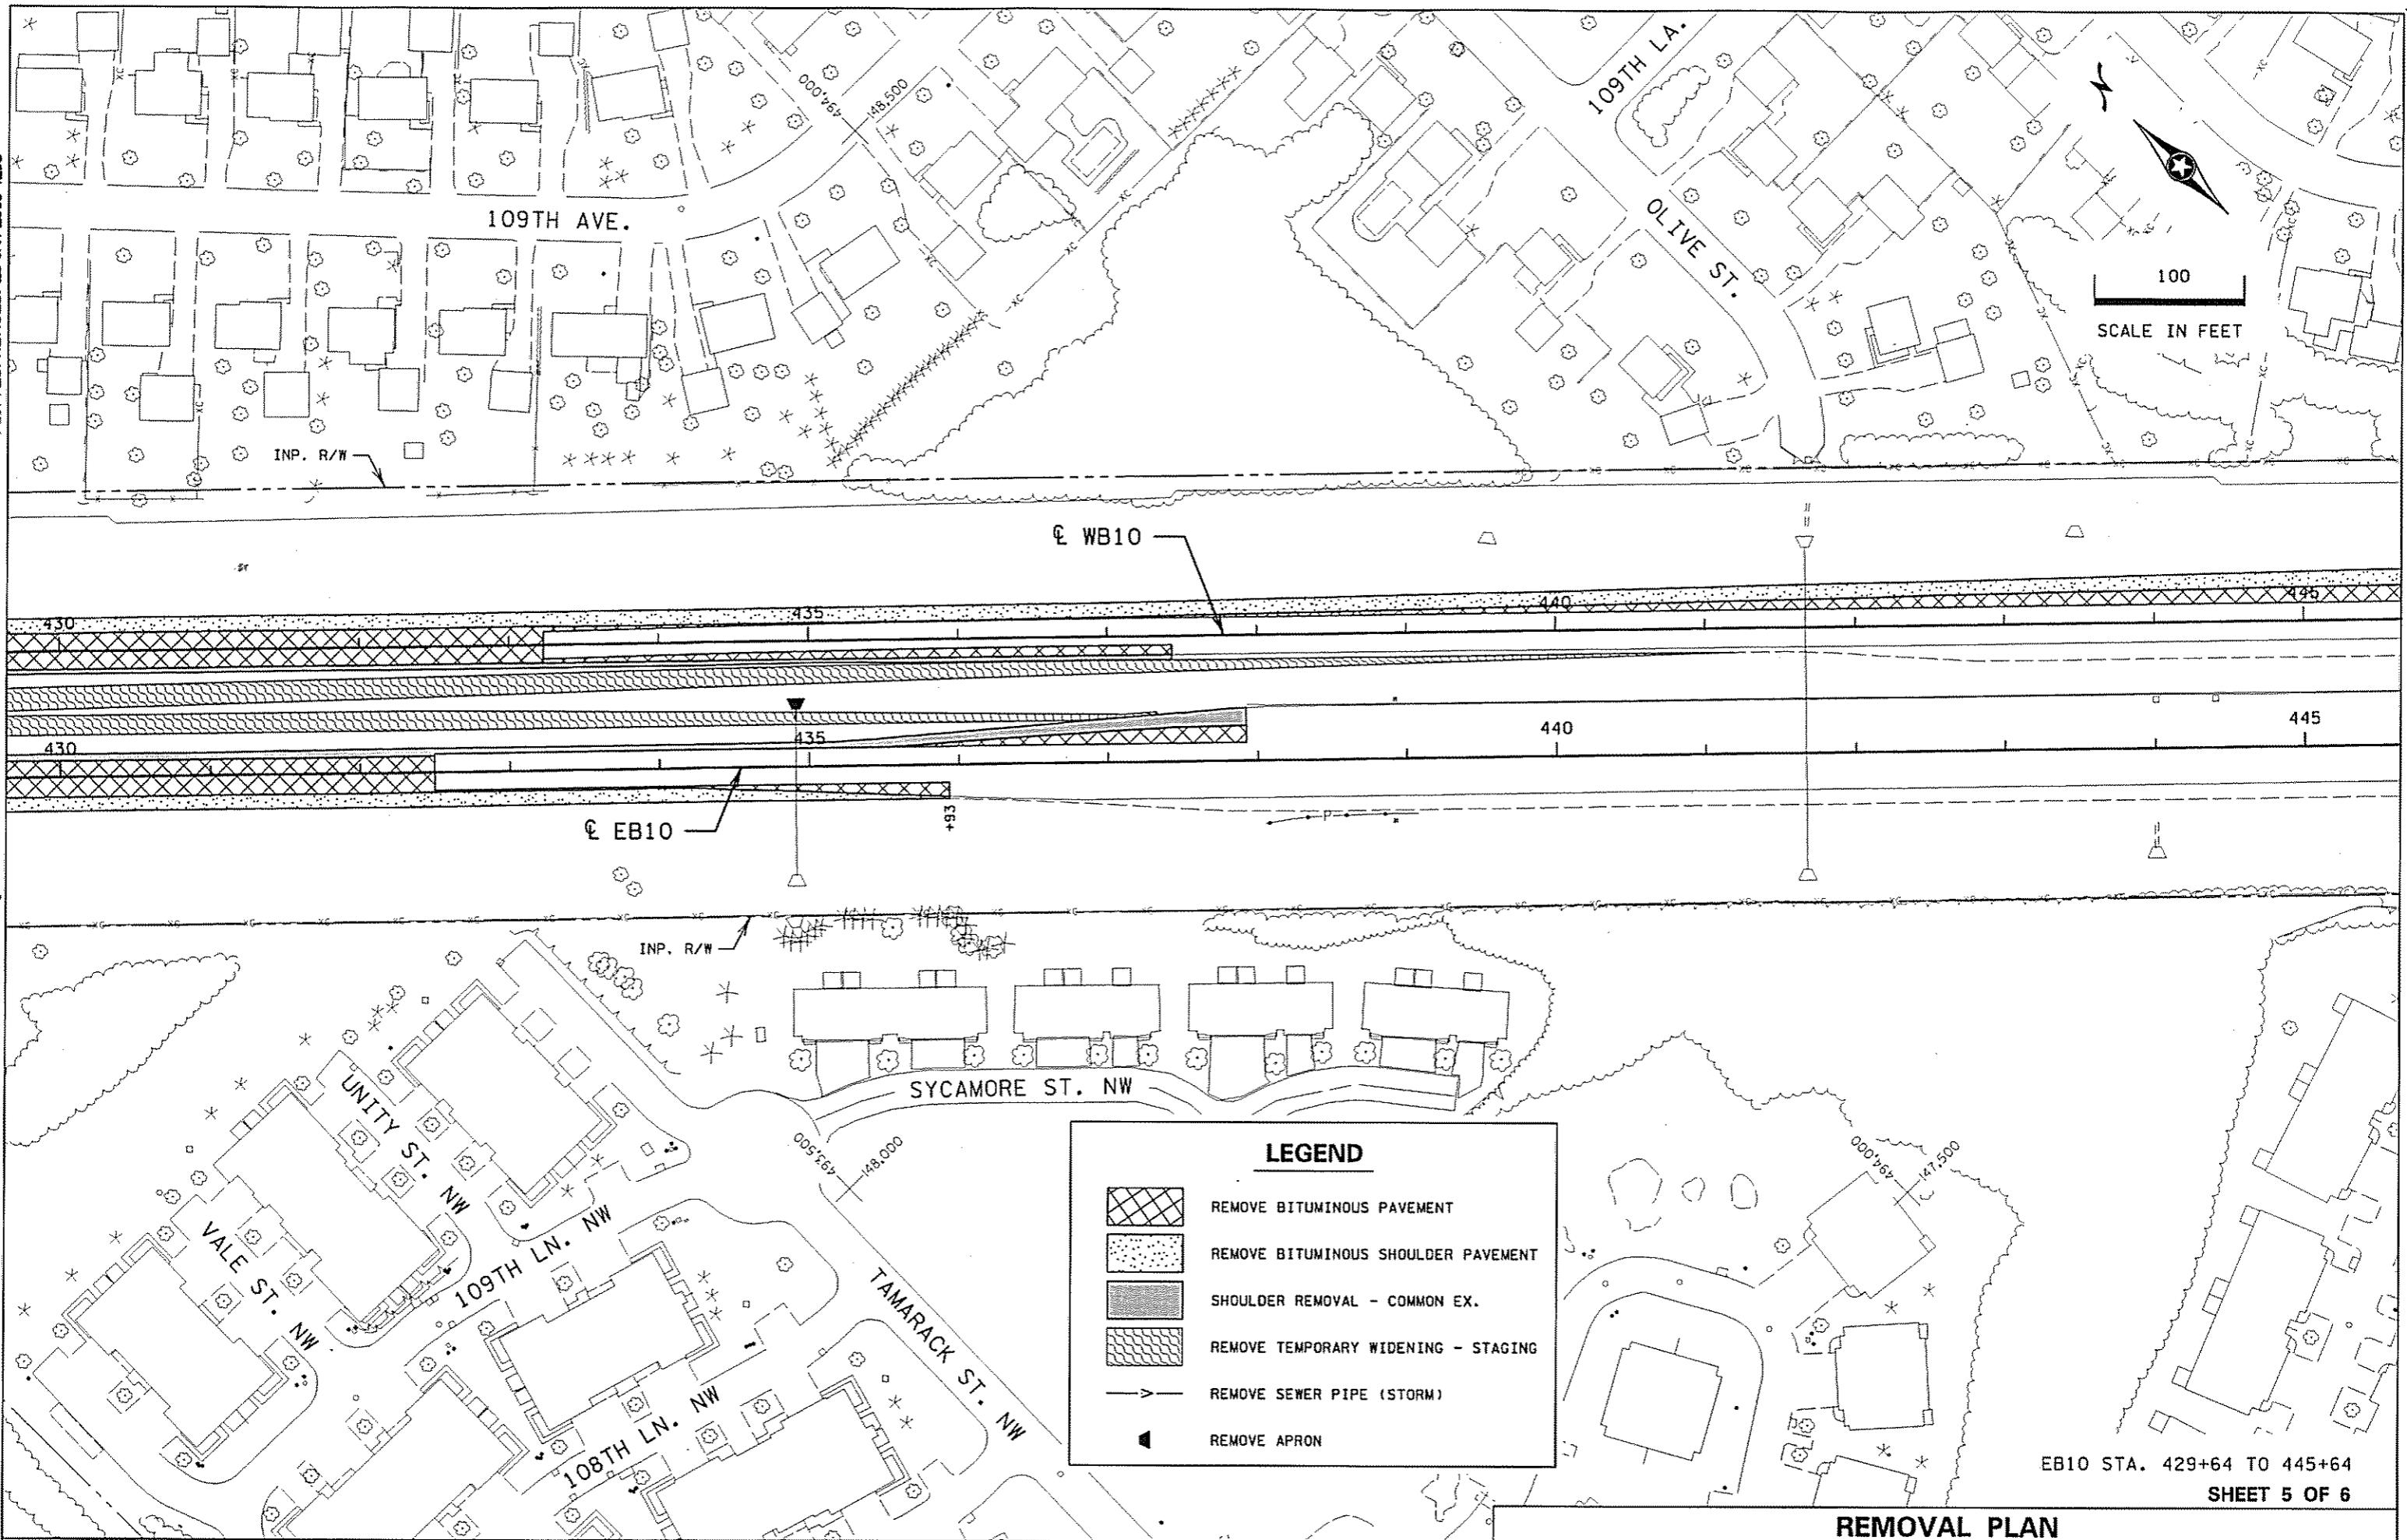 109TH AVE.
494,000
148,500
109TH LA.
OLIVE ST.
N
100
SCALE IN FEET
INP. R/W
℄ WB10
430
435
440
445
430
435
440
445
℄ EB10
+93
P
INP. R/W
SYCAMORE ST. NW
UNITY ST. NW
VALE ST. NW
109TH LN. NW
108TH LN. NW
TAMARACK ST. NW
493,500
148,000
494,000
147,500
LEGEND
REMOVE BITUMINOUS PAVEMENT
REMOVE BITUMINOUS SHOULDER PAVEMENT
SHOULDER REMOVAL - COMMON EX.
REMOVE TEMPORARY WIDENING - STAGING
REMOVE SEWER PIPE (STORM)
REMOVE APRON
EB10 STA. 429+64 TO 445+64
SHEET 5 OF 6
REMOVAL PLAN